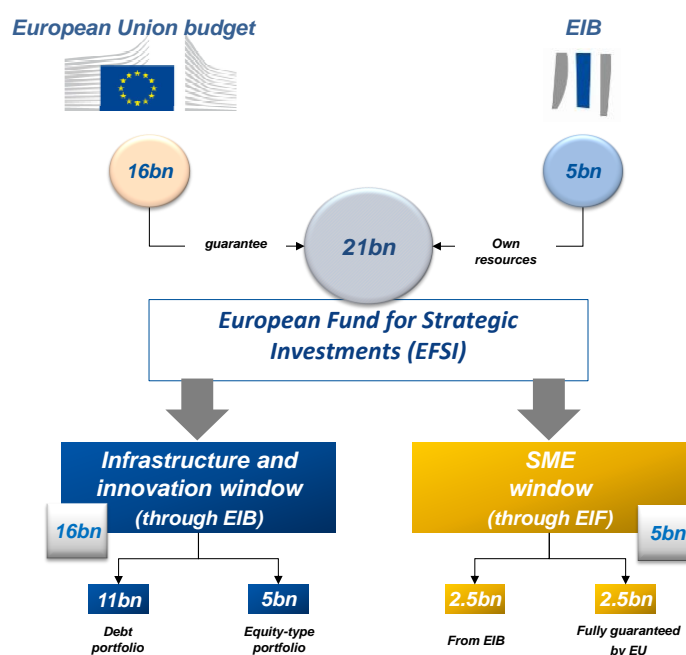 European Union budget
EIB
16bn
5bn
guarantee
21bn
Own
resources
European Fund for Strategic
Investments (EFSI)
Infrastructure and
innovation window
(through EIB)
16bn
SME
window
(through EIF)
5bn
11bn
5bn
2.5bn
2.5bn
Debt
portfolio
Equity-type
portfolio
From EIB
Fully guaranteed
by EU